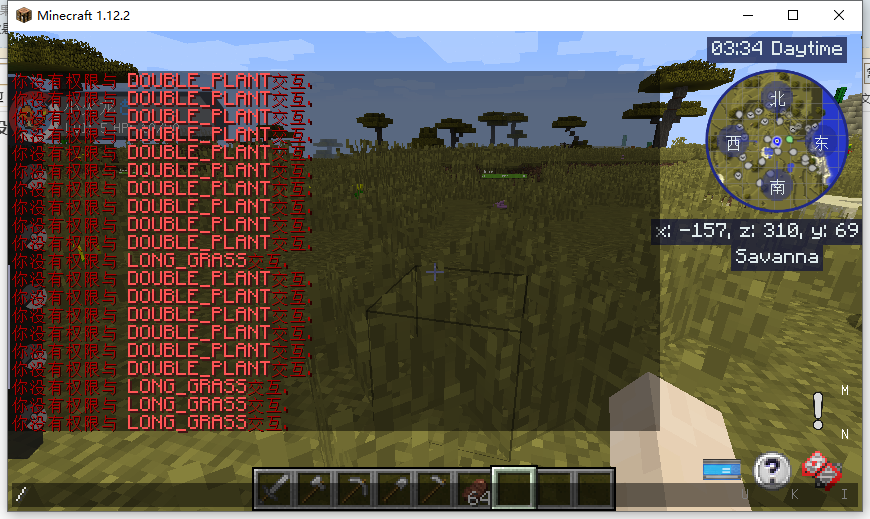 Minecraft 1.12.2
03:34 Daytime
你没有权限与 DOUBLE_PLANT交互,
你没有权限与 DOUBLE_PLANT交互,
你没有权限与 DOUBLE_PLANT交互,
你没有权限与 DOUBLE_PLANT交互,
你没有权限与 DOUBLE_PLANT交互,
你没有权限与 DOUBLE_PLANT交互,
你没有权限与 DOUBLE_PLANT交互,
你没有权限与 DOUBLE_PLANT交互,
你没有权限与 DOUBLE_PLANT交互,
你没有权限与 DOUBLE_PLANT交互,
你没有权限与 LONG_GRASS交互,
你没有权限与 DOUBLE_PLANT交互,
你没有权限与 DOUBLE_PLANT交互,
你没有权限与 DOUBLE_PLANT交互,
你没有权限与 DOUBLE_PLANT交互,
你没有权限与 DOUBLE_PLANT交互,
你没有权限与 DOUBLE_PLANT交互,
你没有权限与 LONG_GRASS交互,
你没有权限与 LONG_GRASS交互,
你没有权限与 LONG_GRASS交互,
北
西 东
南
x: -157, z: 310, y: 69
Savanna
M
N
64
/
U K I